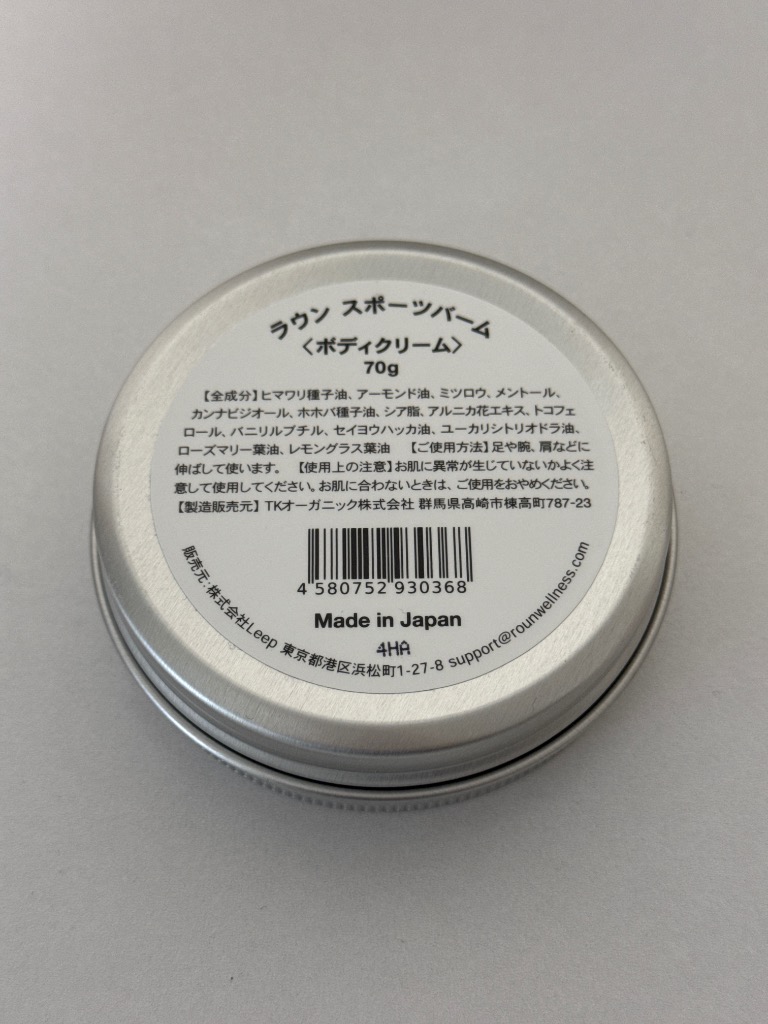 ラウン スポーツバーム
〈ボディクリーム〉
70g
【全成分】ヒマワリ種子油、アーモンド油、ミツロウ、メントール、
カンナビジオール、ホホバ種子油、シア脂、アルニカ花エキス、トコフェ
ロール、バニリルブチル、セイヨウハッカ油、ユーカリシトリオドラ油、
ローズマリー葉油、レモングラス葉油 【ご使用方法】足や腕、肩などに
伸ばして使います。 【使用上の注意】お肌に異常が生じていないかよく注
意して使用してください。お肌に合わないときは、ご使用をおやめください。
【製造販売元】TKオーガニック株式会社 群馬県高崎市棟高町787-23
4 580752 930368
Made in Japan
4HA
販売元:株式会社Leep 東京都港区浜松町1-27-8 support@rounwellness.com